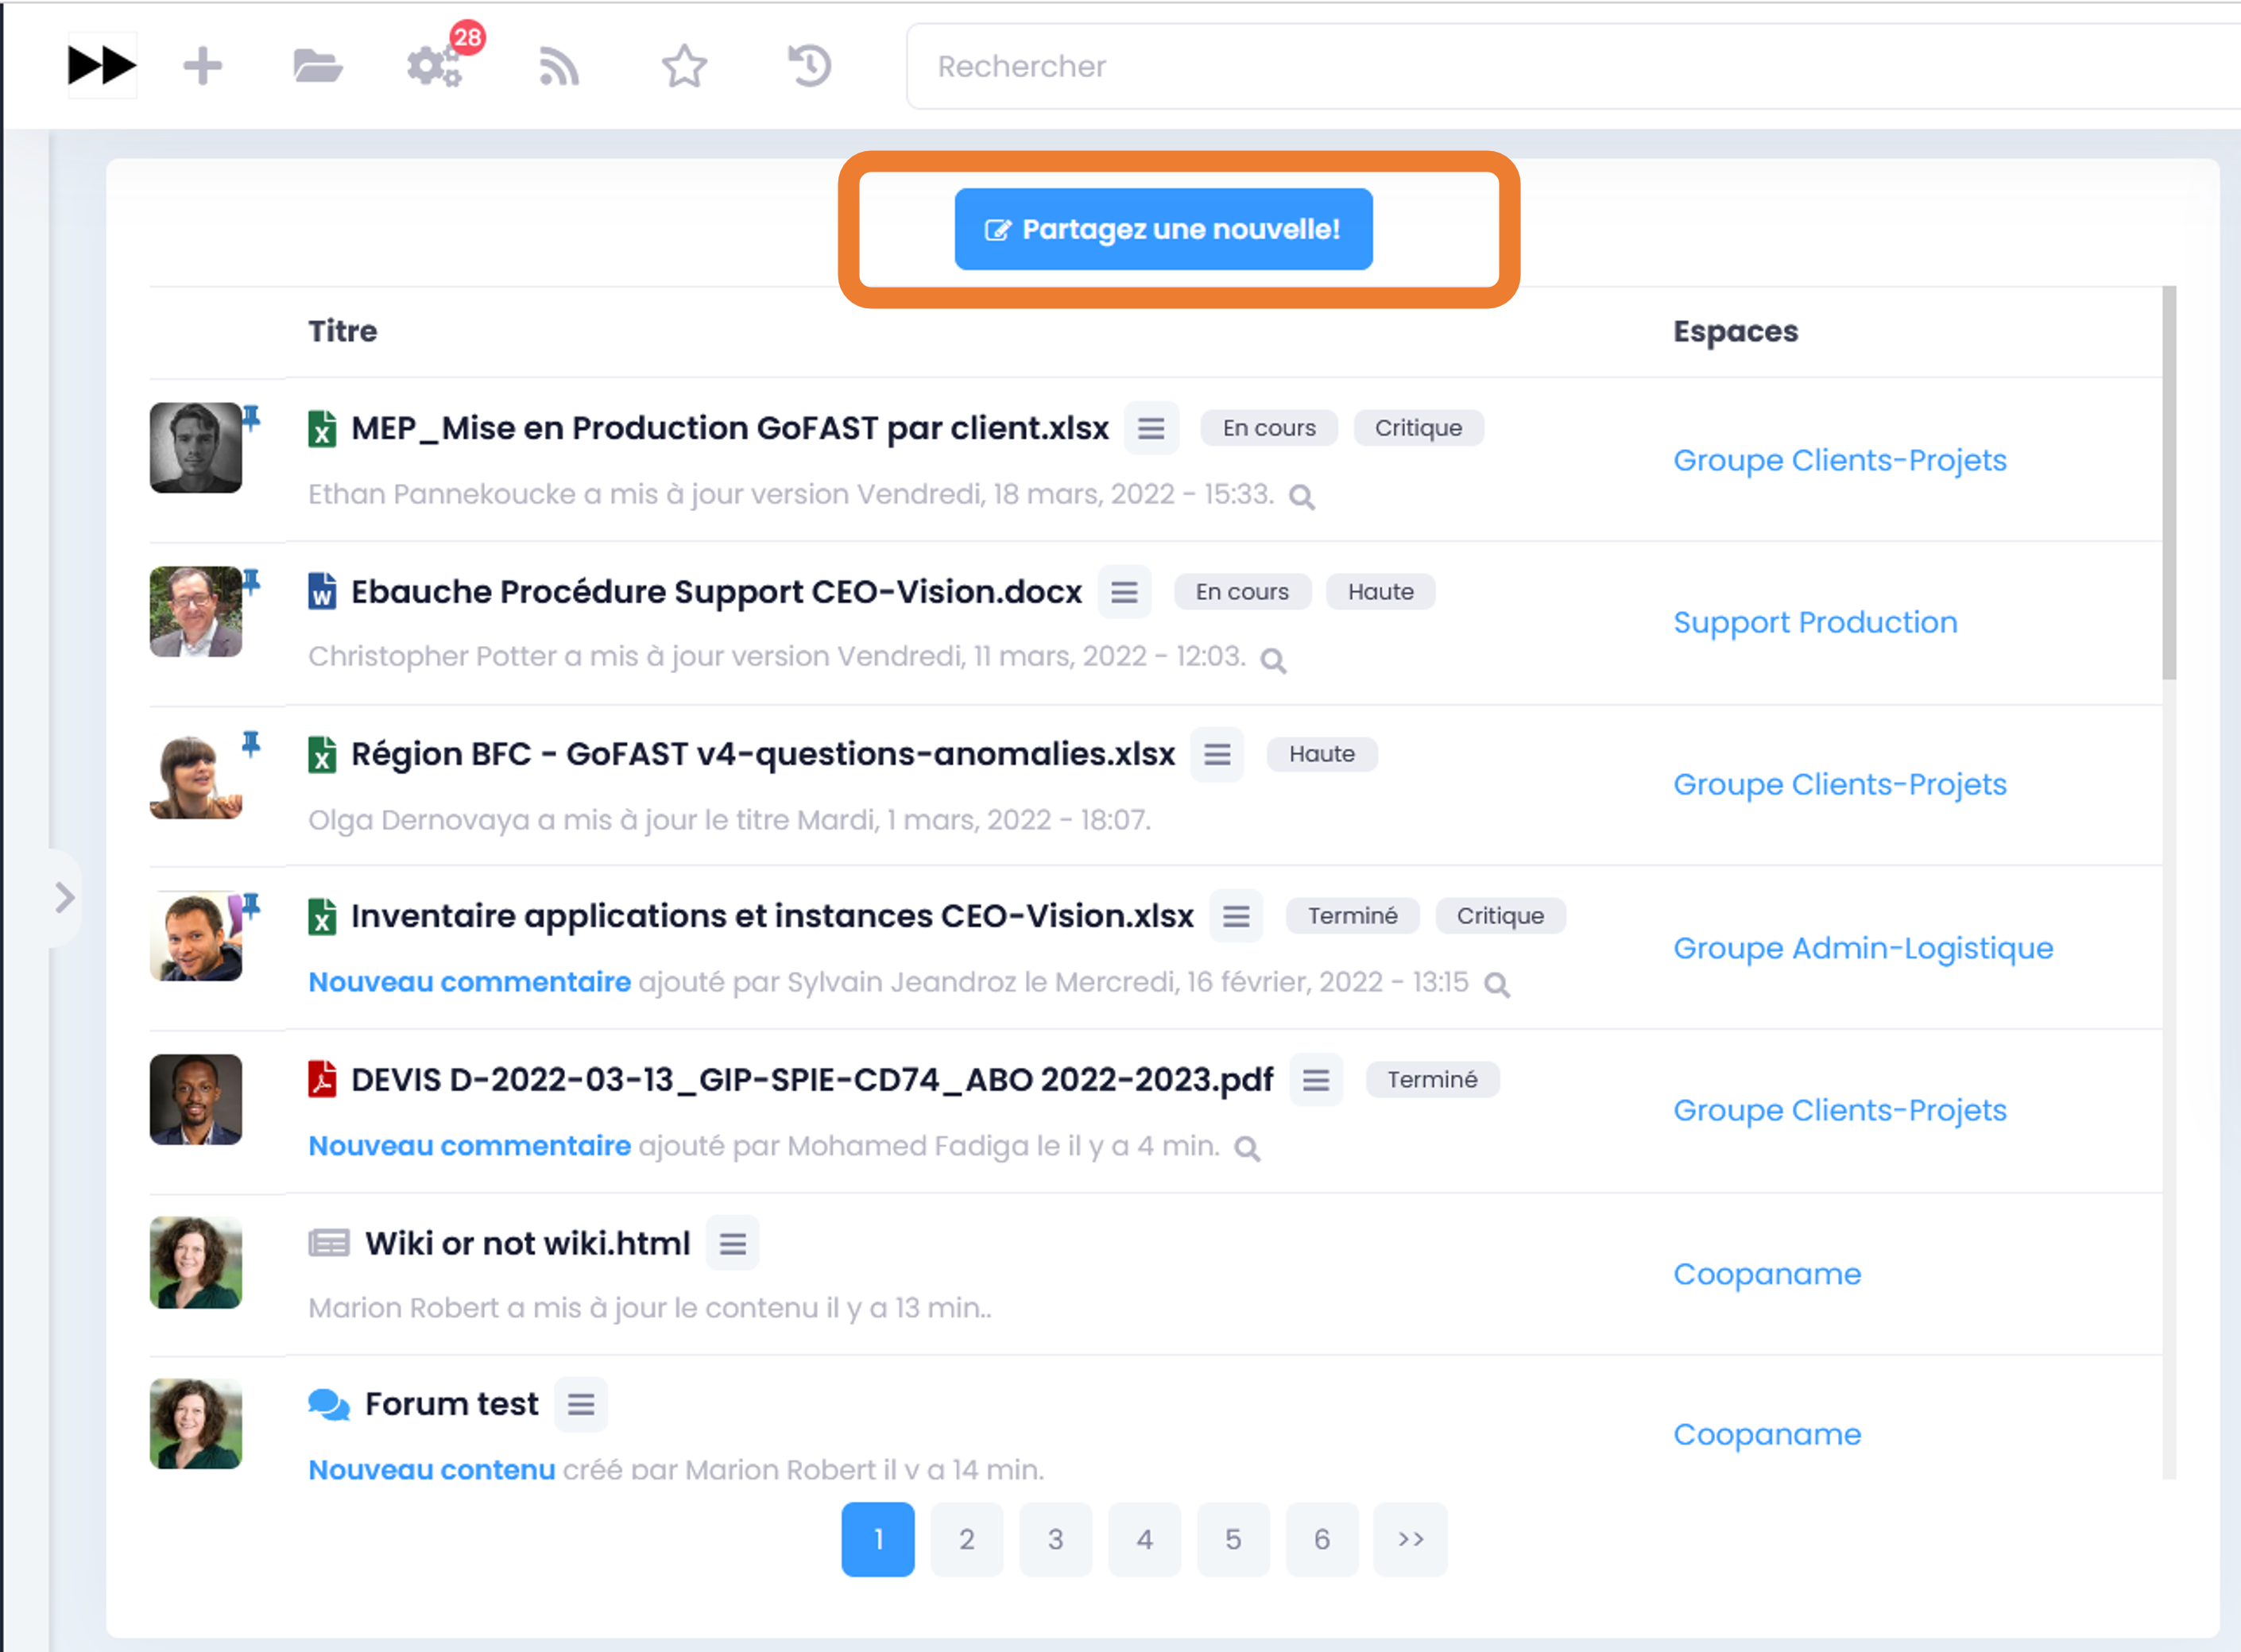 28
Rechercher
Partagez une nouvelle!
Titre
Espaces
MEP_Mise en Production GoFAST par client.xlsx
En cours
Critique
Groupe Clients-Projets
Ethan Pannekoucke a mis à jour version Vendredi, 18 mars, 2022 - 15:33.
Ebauche Procédure Support CEO-Vision.docx
En cours
Haute
Support Production
Christopher Potter a mis à jour version Vendredi, 11 mars, 2022 - 12:03.
Région BFC - GoFAST v4-questions-anomalies.xlsx
Haute
Groupe Clients-Projets
Olga Dernovaya a mis à jour le titre Mardi, 1 mars, 2022 - 18:07.
Inventaire applications et instances CEO-Vision.xlsx
Terminé
Critique
Groupe Admin-Logistique
Nouveau commentaire ajouté par Sylvain Jeandroz le Mercredi, 16 février, 2022 - 13:15
DEVIS D-2022-03-13_GIP-SPIE-CD74_ABO 2022-2023.pdf
Terminé
Groupe Clients-Projets
Nouveau commentaire ajouté par Mohamed Fadiga le il y a 4 min.
Wiki or not wiki.html
Coopaname
Marion Robert a mis à jour le contenu il y a 13 min..
Forum test
Coopaname
Nouveau contenu créé par Marion Robert il y a 14 min.
1 2 3 4 5 6 >>